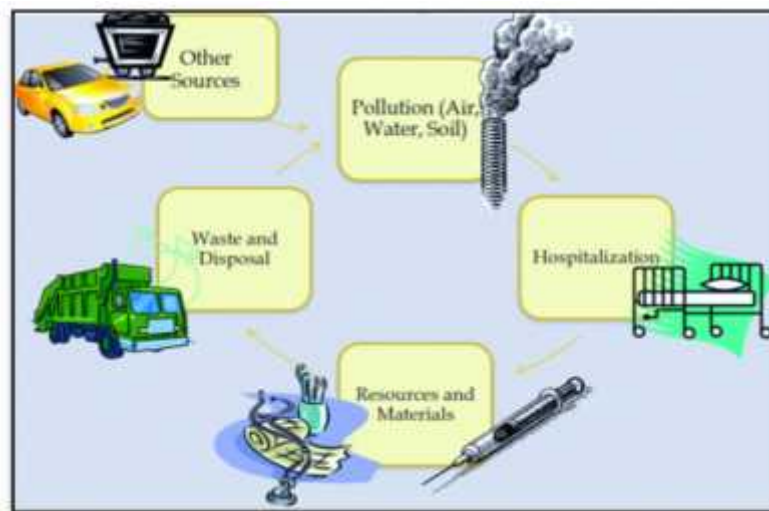 Other
Sources
Pollution (Air,
Water, Soil)
Waste and
Disposal
Hospitalization
Resources and
Materials